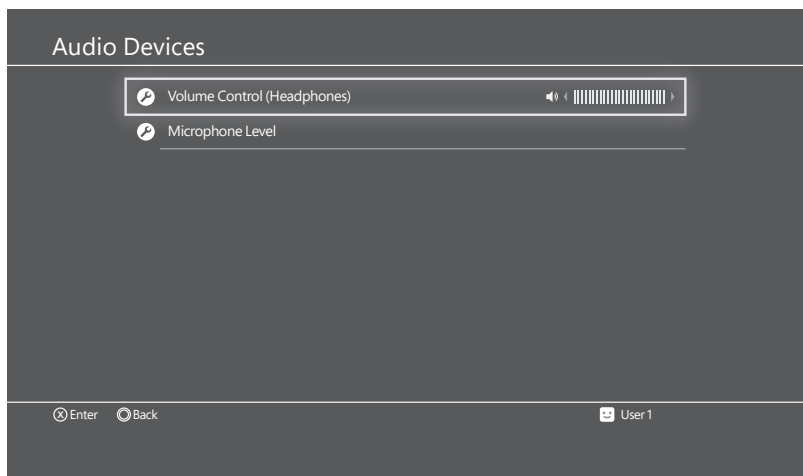 Audio Devices
Volume Control (Headphones)
Microphone Level
Enter Back User1